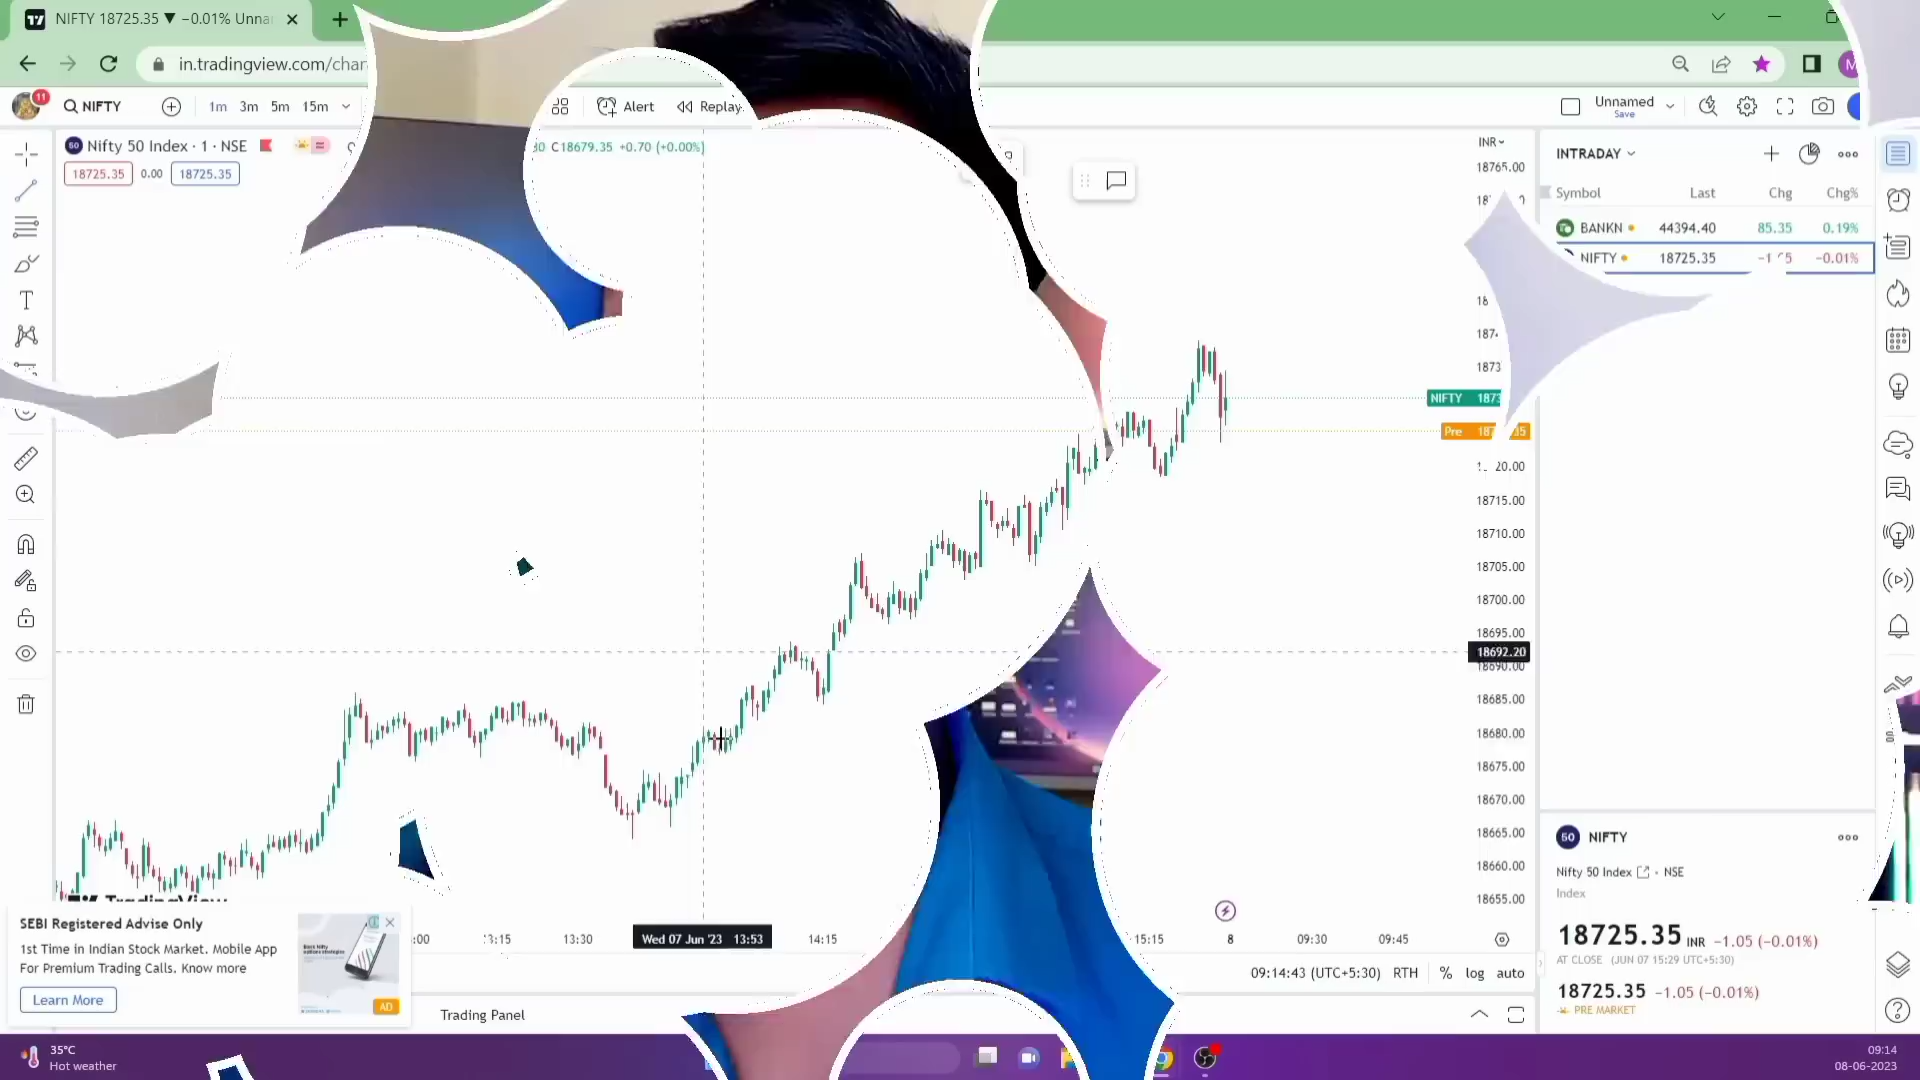 NIFTY 18725.35 ▼ −0.01% Unna
in.tradingview.com/char
11
NIFTY
1m 3m 5m 15m
Alert
Replay
Unnamed
Save
M
50 Nifty 50 Index · 1 · NSE
C18679.35 +0.70 (+0.00%)
18725.35 0.00 18725.35
INR
18765.00
NIFTY
Pre
20.00
18715.00
18710.00
18705.00
18700.00
18695.00
18692.20
18690.00
18685.00
18680.00
18675.00
18670.00
18665.00
18660.00
18655.00
INTRADAY
Symbol Last Chg Chg%
BANKN 44394.40 85.35 0.19%
NIFTY 18725.35 −0.01%
13:30 Wed 07 Jun '23 13:53 14:15 15:15 8 09:30 09:45
09:14:43 (UTC+5:30) RTH % log auto
SEBI Registered Advise Only
1st Time in Indian Stock Market. Mobile App
For Premium Trading Calls. Know more
Learn More
AD
Trading Panel
50 NIFTY
Nifty 50 Index · NSE
Index
18725.35 INR −1.05 (−0.01%)
AT CLOSE (JUN 07 15:29 UTC+5:30)
18725.35 −1.05 (−0.01%)
PRE MARKET
35°C
Hot weather
09:14
08-06-2023